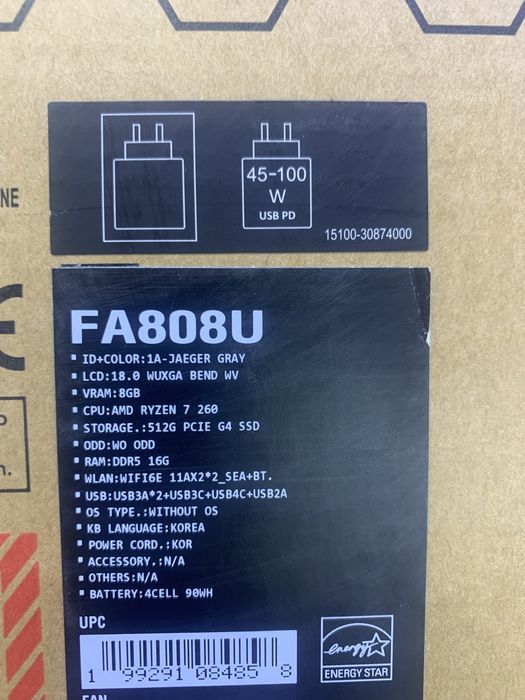 45-100
W
USB PD
15100-30874000
NE
FA808U
▪ ID+COLOR:1A-JAEGER GRAY
▪ LCD:18.0 WUXGA BEND WV
▪ VRAM:8GB
▪ CPU:AMD RYZEN 7 260
▪ STORAGE.:512G PCIE G4 SSD
▪ ODD:WO ODD
▪ RAM:DDR5 16G
▪ WLAN:WIFI6E 11AX2*2_SEA+BT.
▪ USB:USB3A*2+USB3C+USB4C+USB2A
▪ OS TYPE.:WITHOUT OS
▪ KB LANGUAGE:KOREA
▪ POWER CORD.:KOR
▪ ACCESSORY.:N/A
▪ OTHERS:N/A
▪ BATTERY:4CELL 90WH
n.
UPC
1 99291 08485 8
energy
ENERGY STAR
EAN